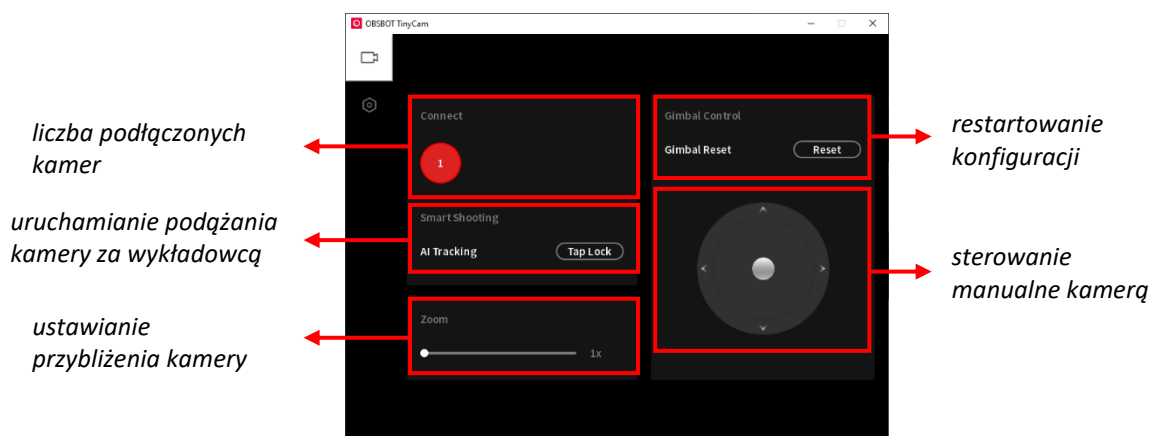 OBSBOT TinyCam
Connect
1
Smart Shooting
AI Tracking
Tap Lock
Zoom
1x
Gimbal Control
Gimbal Reset
Reset
liczba podłączonych
kamer
uruchamianie podążania
kamery za wykładowcą
ustawianie
przybliżenia kamery
restartowanie
konfiguracji
sterowanie
manualne kamerą